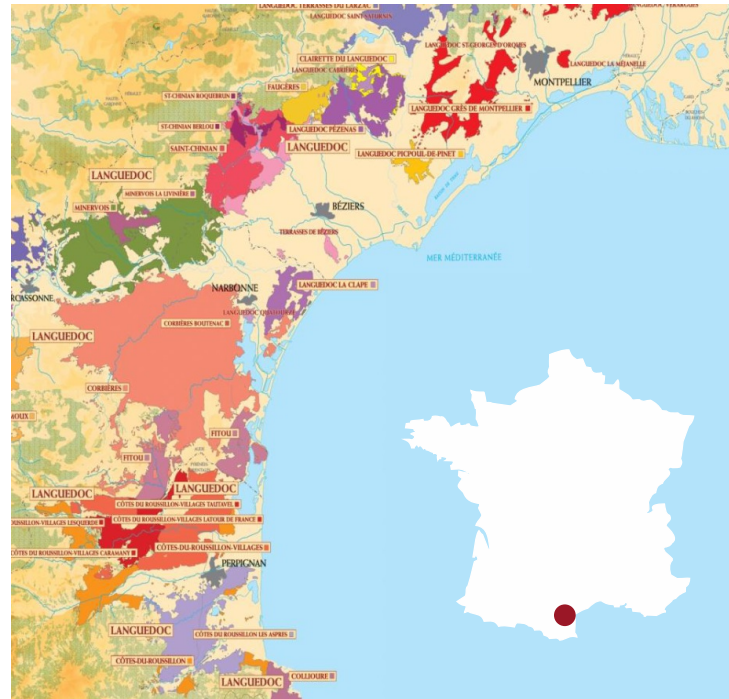 LANGUEDOC TERRASSES DU LARZAC
LANGUEDOC SAINT-SATURNIN
LANGUEDOC ST-GEORGES D'ORQUES
CLAIRETTE DU LANGUEDOC
LANGUEDOC LA MÉJANELLE
LANGUEDOC CABRIÈRES
MONTPELLIER
FAUGÈRES
ST-CHINIAN ROQUEBRUN
LANGUEDOC GRÈS DE MONTPELLIER
ST-CHINIAN BERLOU
LANGUEDOC PÉZENAS
SAINT-CHINIAN
LANGUEDOC
LANGUEDOC PICPOUL-DE-PINET
LANGUEDOC
MINERVOIS LA LIVINIÈRE
MINERVOIS
BÉZIERS
TERRASSES DE BÉZIERS
MER MÉDITERRANÉE
LANGUEDOC LA CLAPE
NARBONNE
RCASSONNE
LANGUEDOC
CORBIÈRES BOUTENAC
LANGUEDOC
CORBIÈRES
MOUX
FITOU
FITOU
LANGUEDOC
LANGUEDOC
CÔTES DU ROUSSILLON-VILLAGES TAUTAVEL
OUSSILLON-VILLAGES LESQUERDE
CÔTES DU ROUSSILLON-VILLAGES LATOUR DE FRANCE
CÔTES-DU-ROUSSILLON-VILLAGES
CÔTES DU ROUSSILLON-VILLAGES CARAMANY
PERPIGNAN
LANGUEDOC
CÔTES DU ROUSSILLON LES ASPRES
CÔTES-DU-ROUSSILLON
COLLIOURE
LANGUEDOC